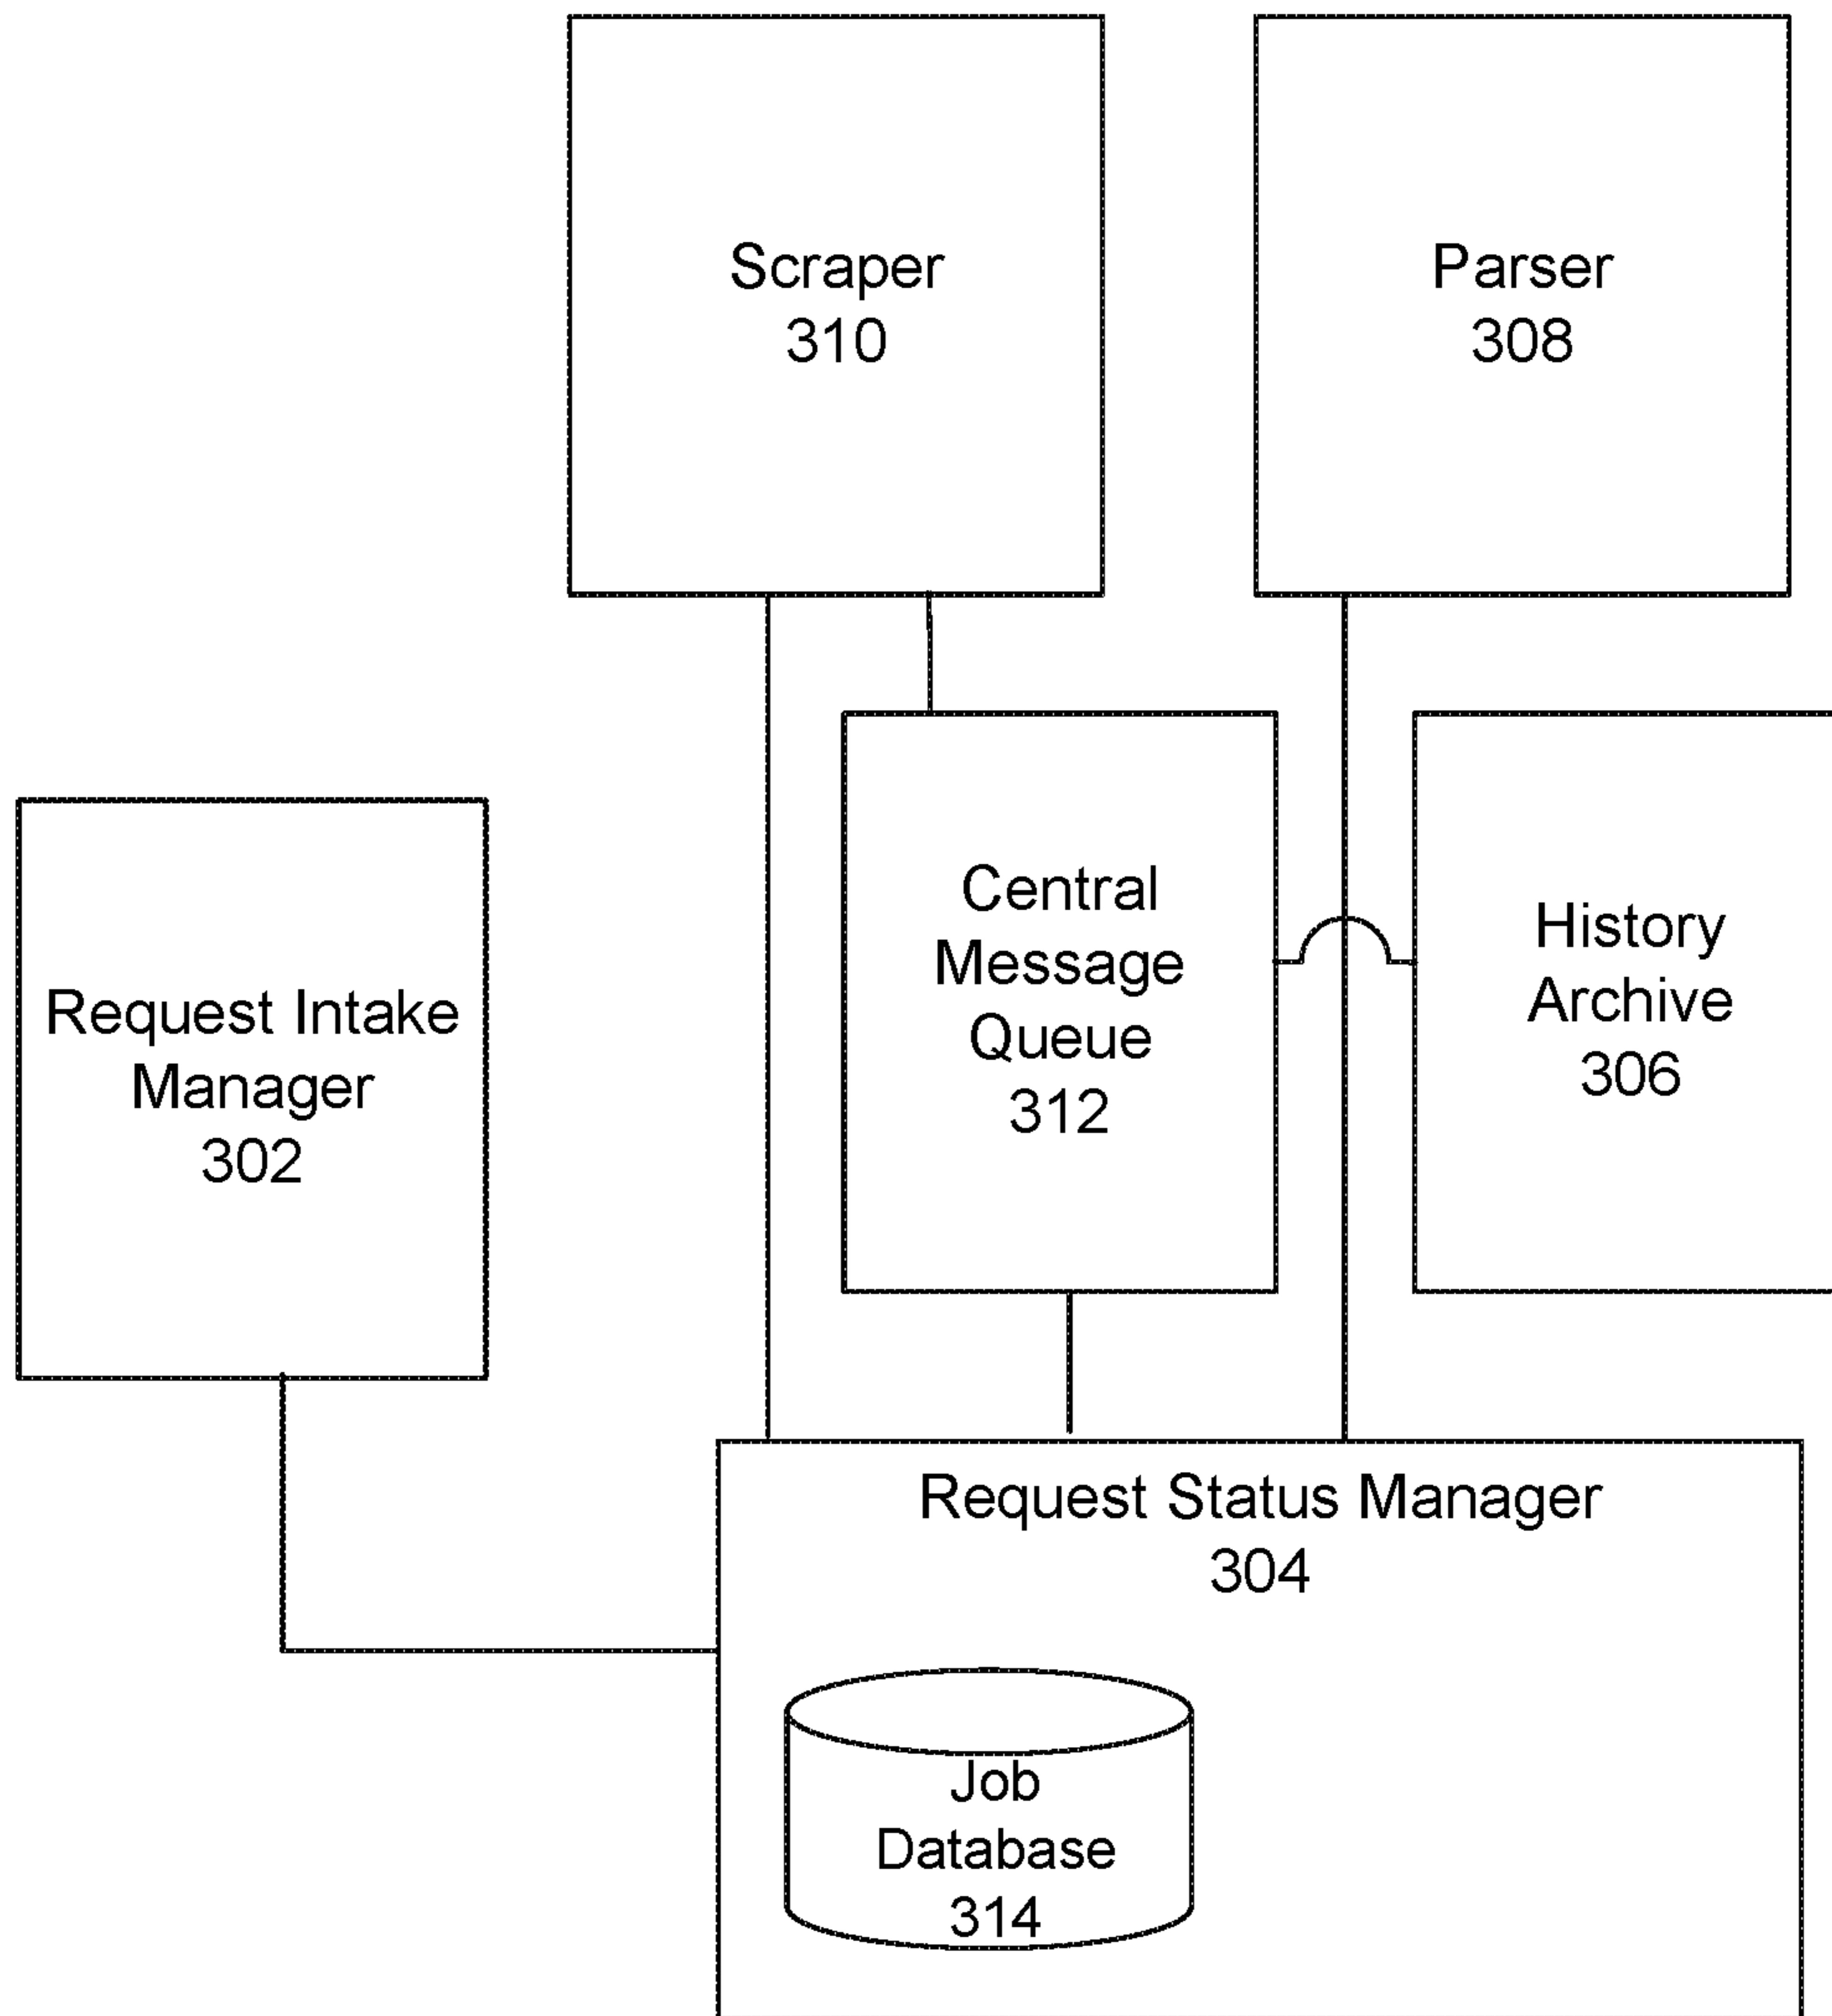 Scraper
310
Parser
308
Central
Message
Queue
312
History
Archive
306
Request Intake
Manager
302
Request Status Manager
304
Job
Database
314